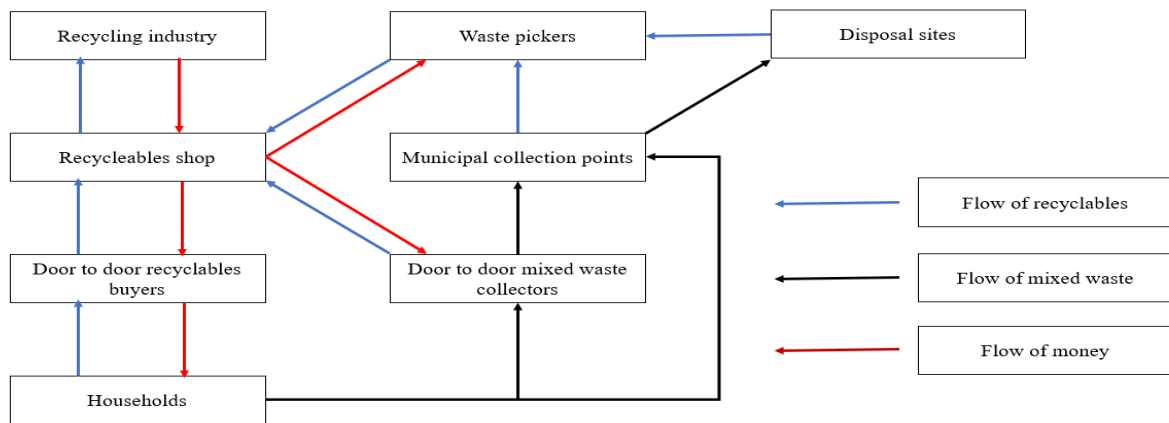 Recycling industry
Waste pickers
Disposal sites
Recycleables shop
Municipal collection points
Flow of recyclables
Door to door recyclables
buyers
Door to door mixed waste
collectors
Flow of mixed waste
Flow of money
Households